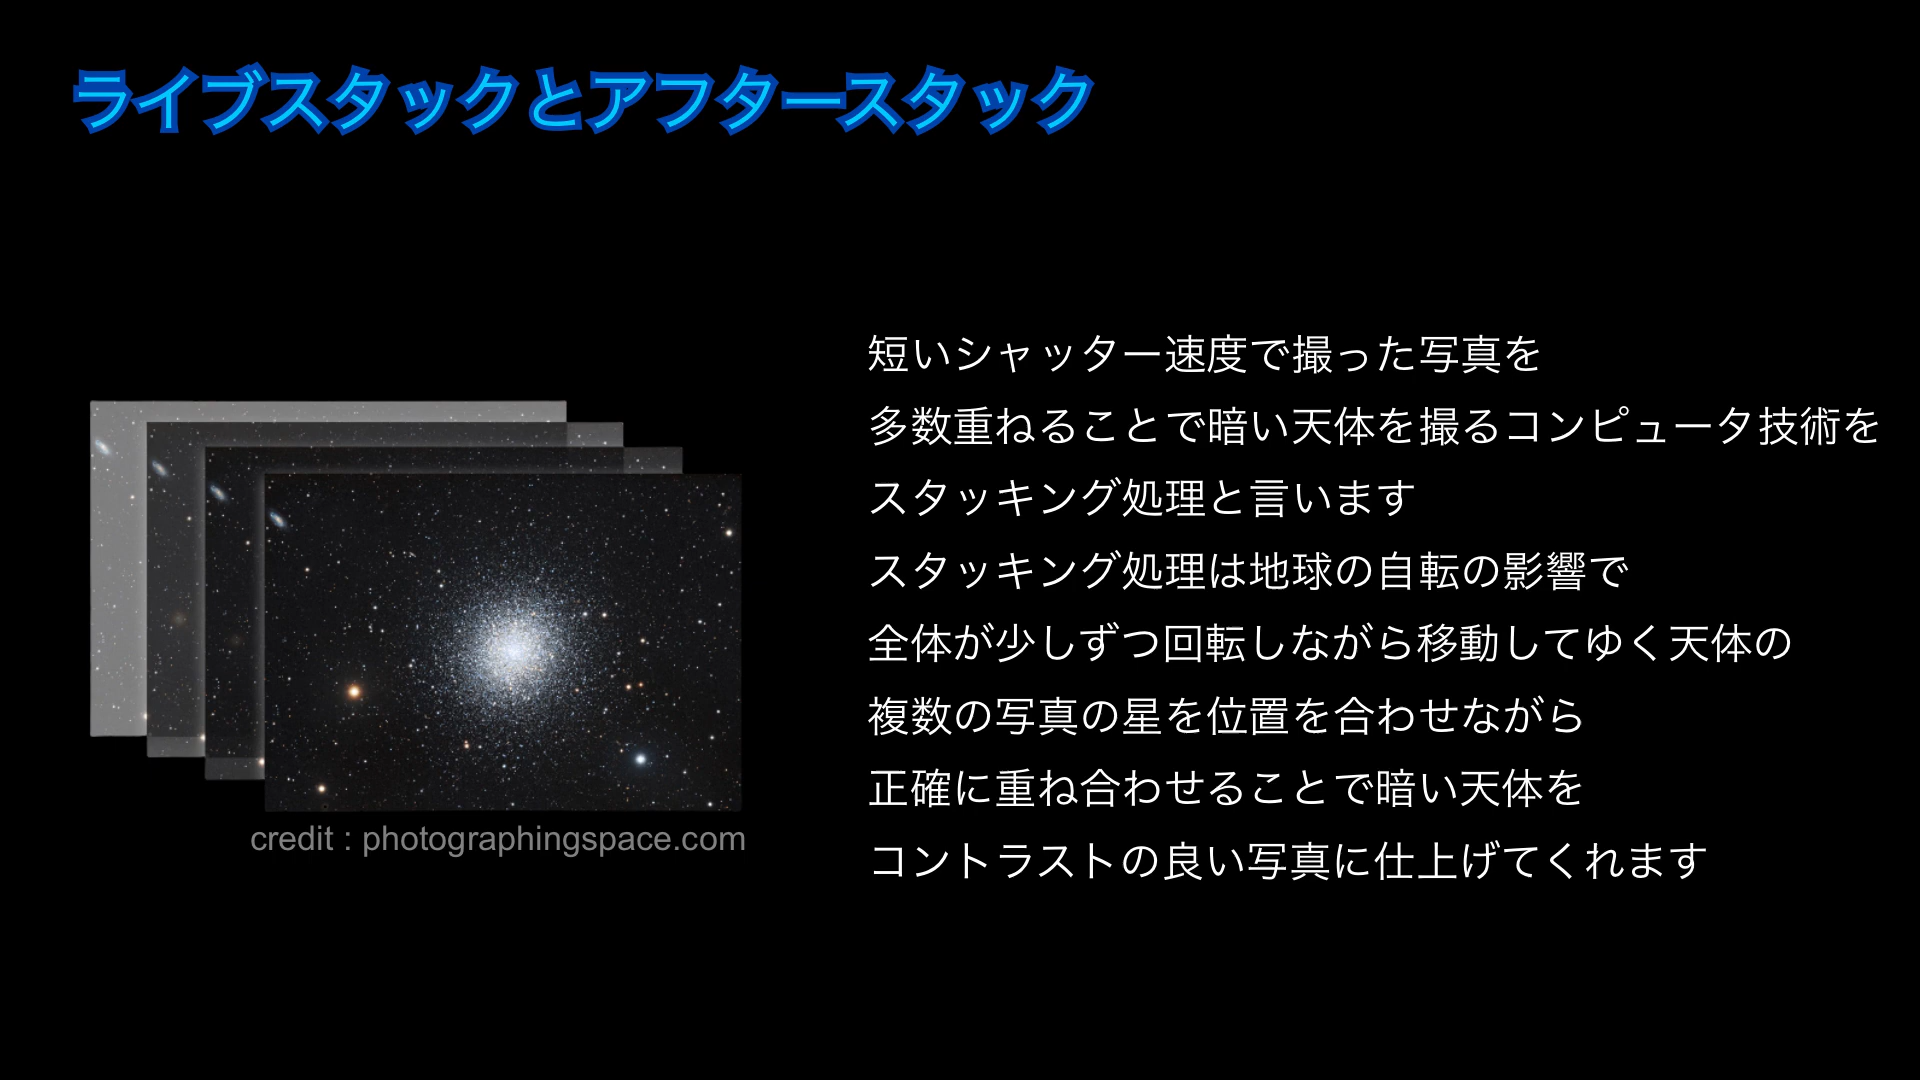 ライブスタックとアフタースタック
短いシャッター速度で撮った写真を
多数重ねることで暗い天体を撮るコンピュータ技術を
スタッキング処理と言います
スタッキング処理は地球の自転の影響で
全体が少しずつ回転しながら移動してゆく天体の
複数の写真の星を位置を合わせながら
正確に重ね合わせることで暗い天体を
コントラストの良い写真に仕上げてくれます
credit : photographingspace.com